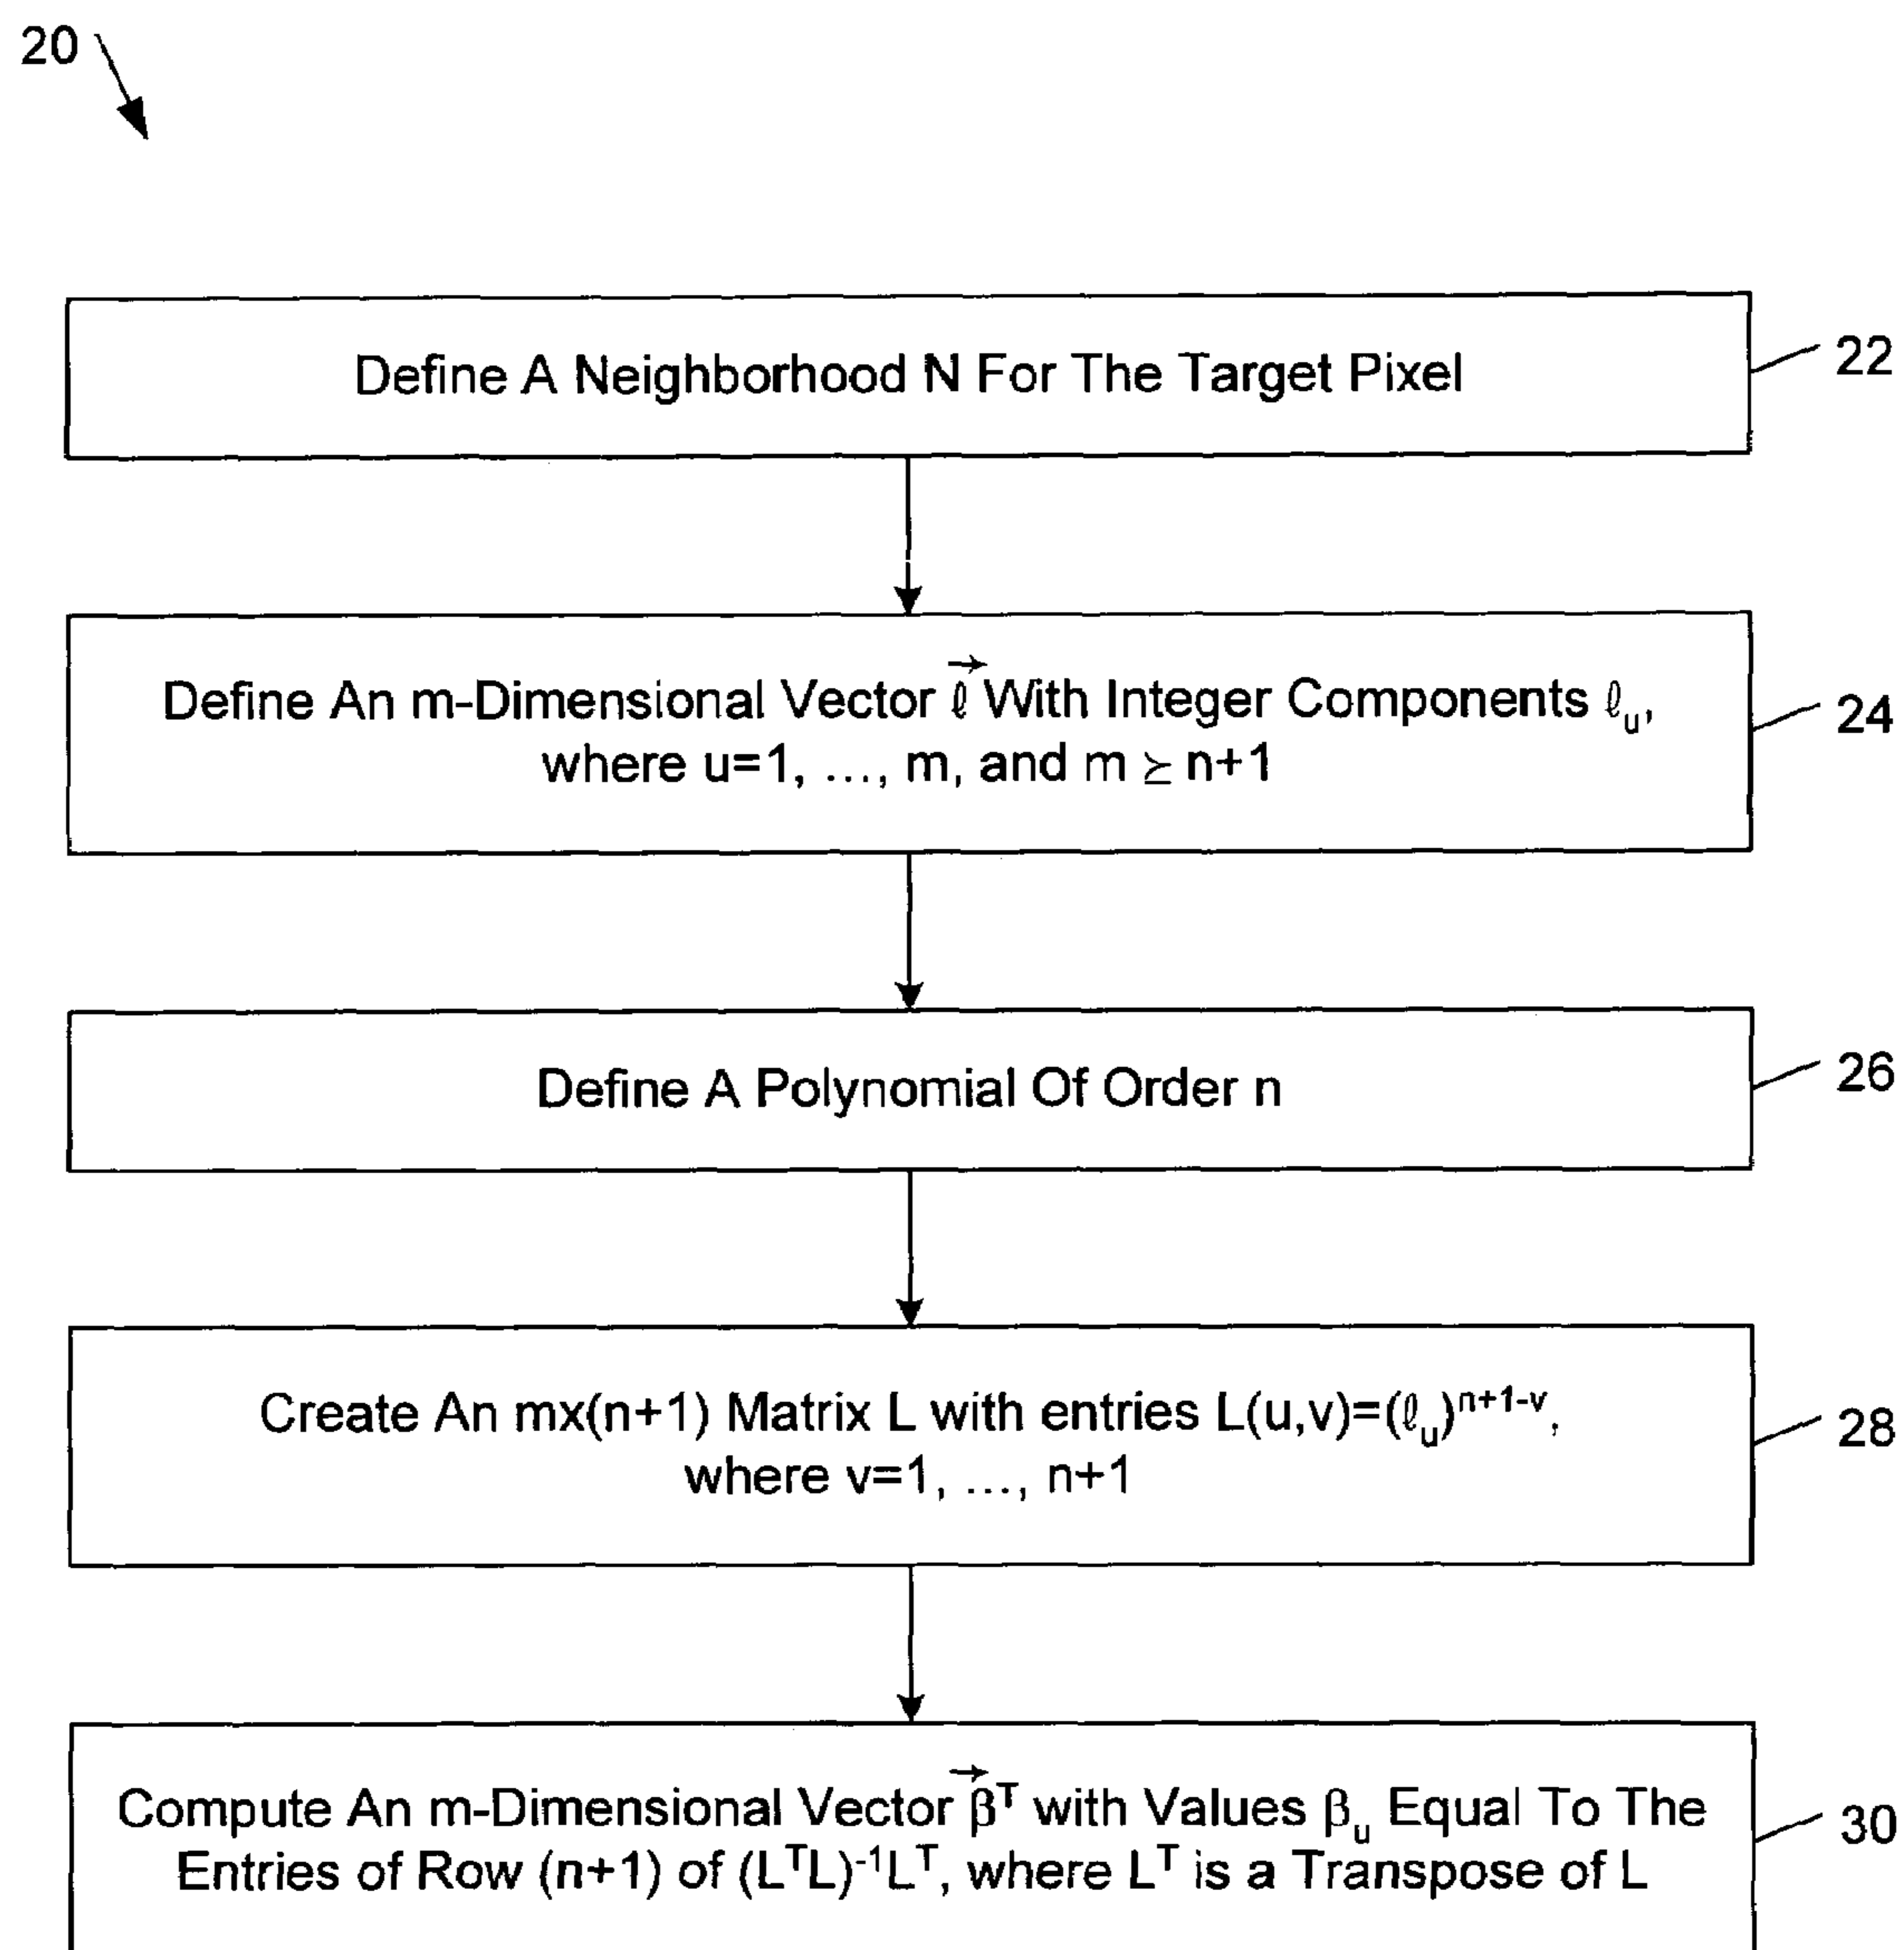 20
Define A Neighborhood N For The Target Pixel
22
Define An m-Dimensional Vector ℓ⃗ With Integer Components ℓᵤ,
where u=1, ..., m, and m ⪰ n+1
24
Define A Polynomial Of Order n
26
Create An mx(n+1) Matrix L with entries L(u,v)=(ℓᵤ)ⁿ⁺¹⁻ᵛ,
where v=1, ..., n+1
28
Compute An m-Dimensional Vector β⃗ᵀ with Values βᵤ Equal To The
Entries of Row (n+1) of (LᵀL)⁻¹Lᵀ, where Lᵀ is a Transpose of L
30